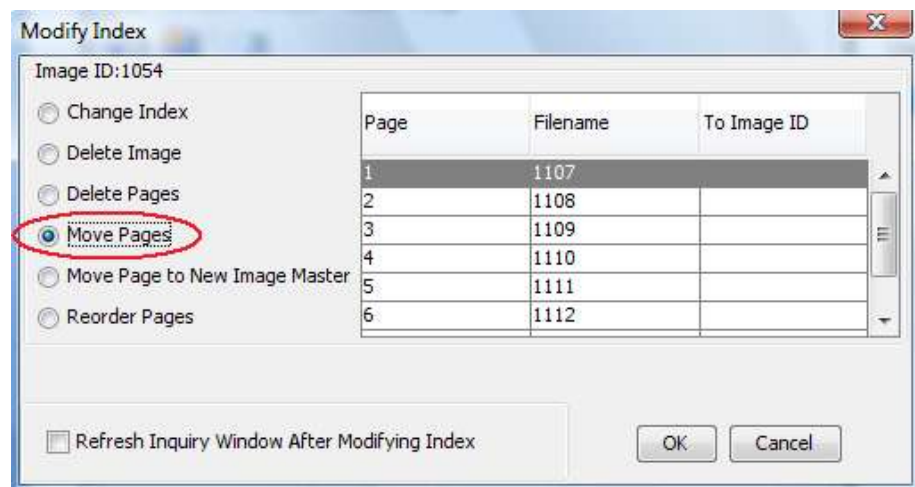 Modify Index
Image ID:1054
Change Index
Delete Image
Delete Pages
Move Pages
Move Page to New Image Master
Reorder Pages
Page Filename To Image ID
1 1107
2 1108
3 1109
4 1110
5 1111
6 1112
Refresh Inquiry Window After Modifying Index
OK Cancel